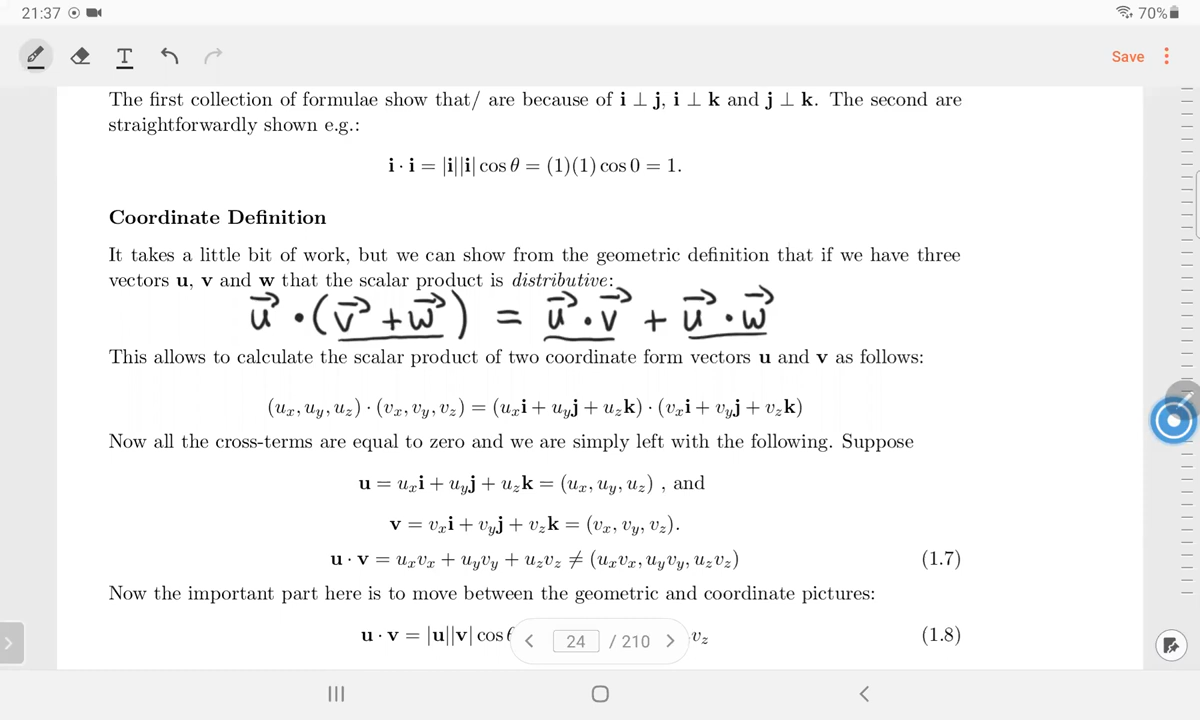 21:37 70%
T Save
The first collection of formulae show that/ are because of i ⊥ j, i ⊥ k and j ⊥ k. The second are
straightforwardly shown e.g.:
i · i = |i||i| cos θ = (1)(1) cos 0 = 1.
Coordinate Definition
It takes a little bit of work, but we can show from the geometric definition that if we have three
vectors u, v and w that the scalar product is distributive:
u⃗ · (v⃗ + w⃗) = u⃗ · v⃗ + u⃗ · w⃗
This allows to calculate the scalar product of two coordinate form vectors u and v as follows:
(uₓ, u_y, u_z) · (vₓ, v_y, v_z) = (uₓi + u_yj + u_zk) · (vₓi + v_yj + v_zk)
Now all the cross-terms are equal to zero and we are simply left with the following. Suppose
u = uₓi + u_yj + u_zk = (uₓ, u_y, u_z) , and
v = vₓi + v_yj + v_zk = (vₓ, v_y, v_z).
u · v = uₓvₓ + u_yv_y + u_zv_z ≠ (uₓvₓ, u_yv_y, u_zv_z) (1.7)
Now the important part here is to move between the geometric and coordinate pictures:
u · v = |u||v| cos v_z (1.8)
24 / 210